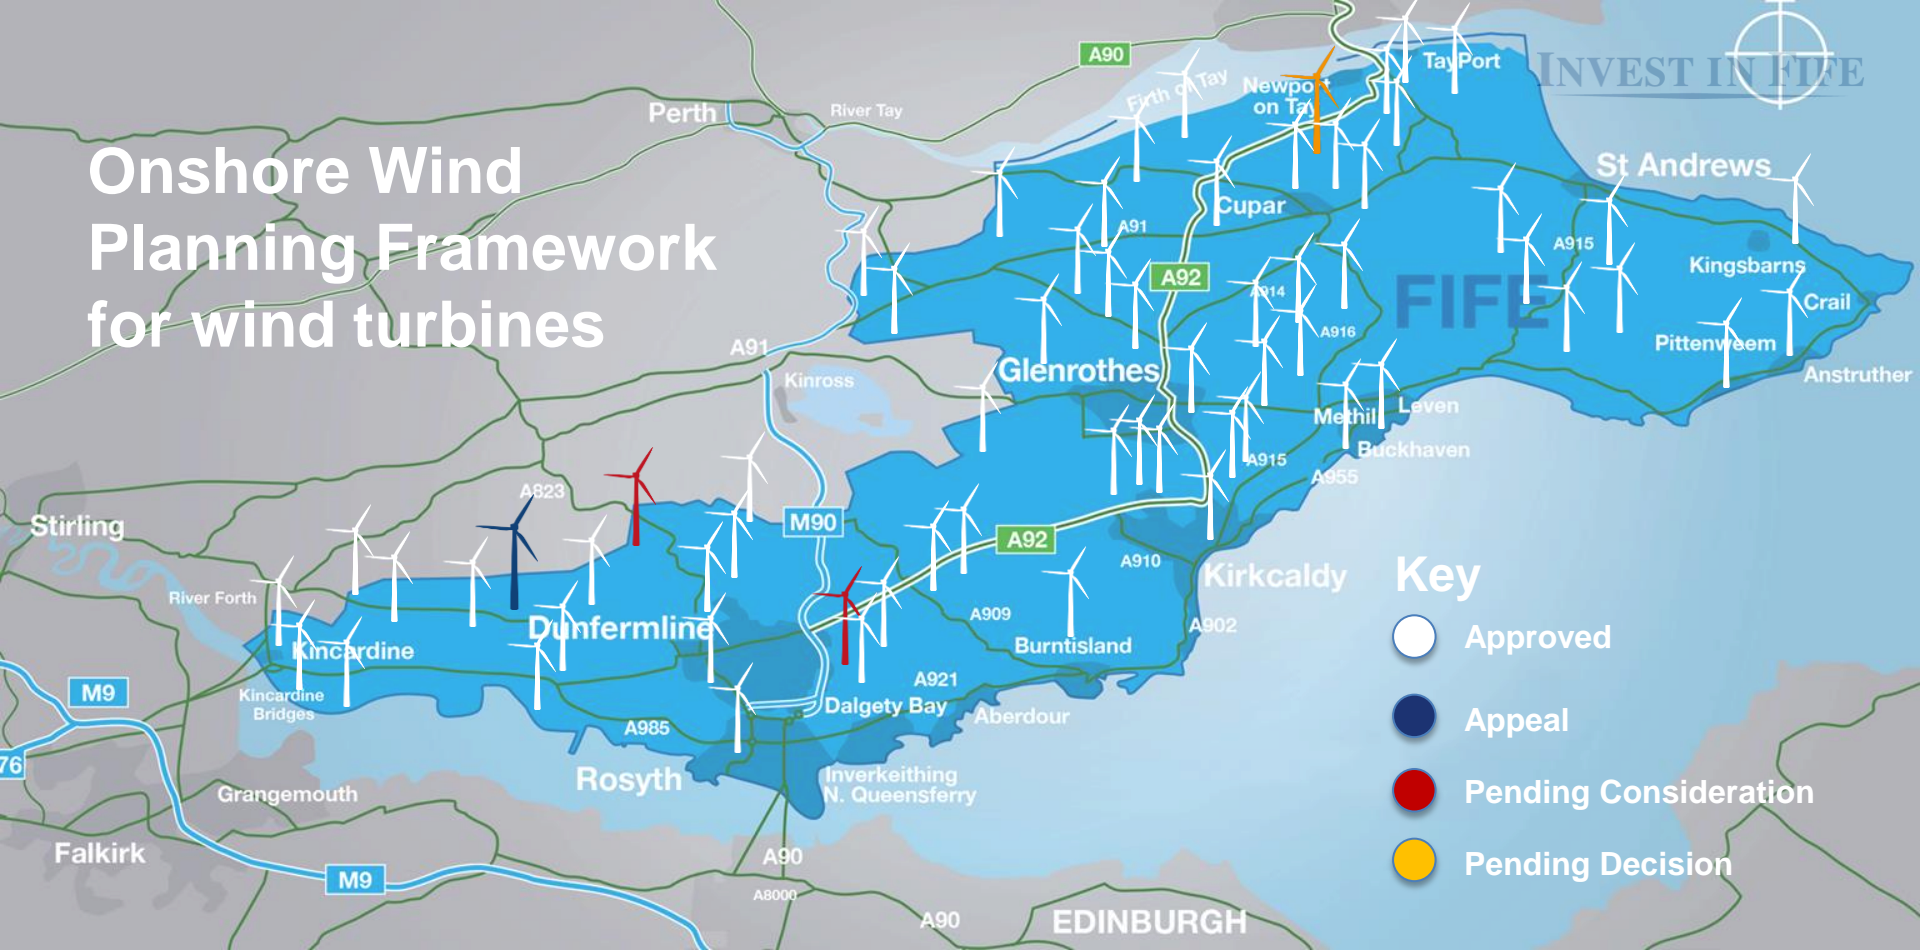 Onshore Wind
Planning Framework
for wind turbines
INVEST IN FIFE
A90
TayPort
Firth of Tay
Newport
on Tay
Perth
River Tay
St Andrews
Cupar
A91
A915
Kingsbarns
A92
FIFE
A914
Crail
A916
Pittenweem
A91
Glenrothes
Kinross
Anstruther
Methil
Leven
Buckhaven
A915
A955
A823
Stirling
M90
A92
A910
Kirkcaldy
River Forth
A909
A902
Dunfermline
Burntisland
Kincardine
A921
M9
Kincardine
Bridges
Dalgety Bay
Aberdour
A985
76
Rosyth
Inverkeithing
N. Queensferry
Grangemouth
Falkirk
A90
M9
A8000
A90
EDINBURGH
Key
Approved
Appeal
Pending Consideration
Pending Decision